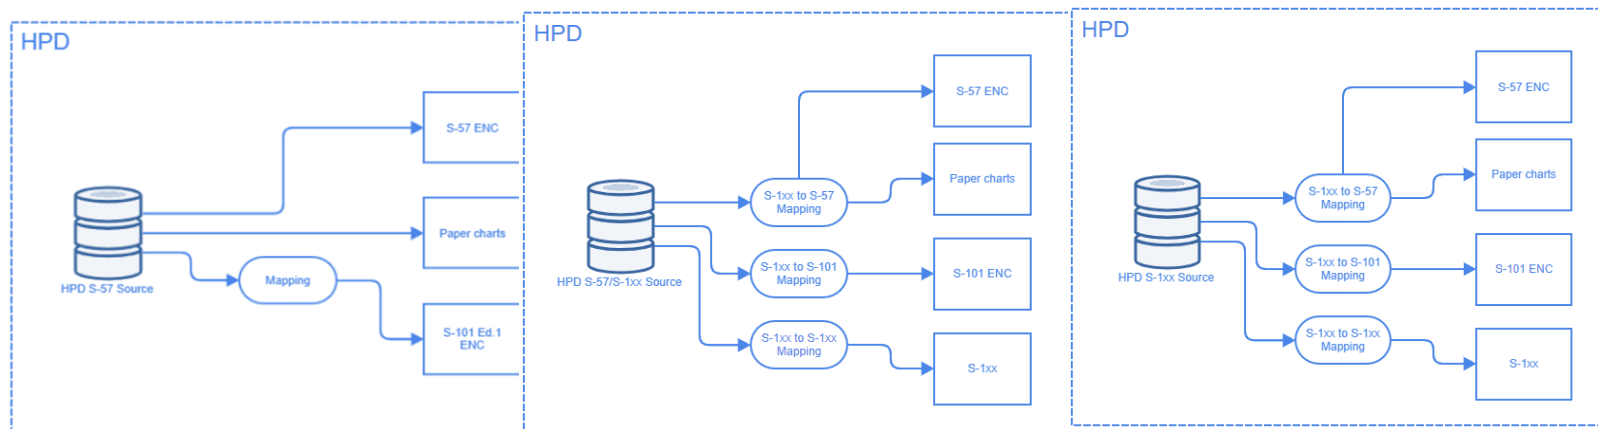 HPD
S-57 ENC
Paper charts
HPD S-57 Source
Mapping
S-101 Ed.1
ENC
HPD
S-57 ENC
S-1xx to S-57
Mapping
Paper charts
HPD S-57/S-1xx Source
S-1xx to S-101
Mapping
S-101 ENC
S-1xx to S-1xx
Mapping
S-1xx
HPD
S-57 ENC
S-1xx to S-57
Mapping
Paper charts
HPD S-1xx Source
S-1xx to S-101
Mapping
S-101 ENC
S-1xx to S-1xx
Mapping
S-1xx